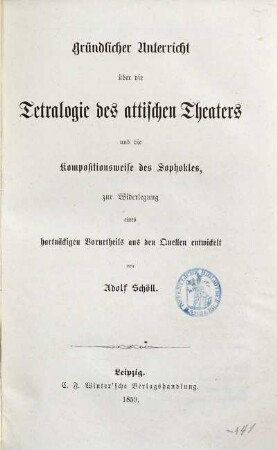 Gründlicher Unterricht
über die
Tetralogie des attischen Theaters
und die
Kompositionsweise des Sophokles,
zur Widerlegung
eines
hartnäckigen Vorurtheils aus den Quellen entwickelt
von
Adolf Schöll.
Leipzig.
C. F. Winter'sche Verlagshandlung.
1859.